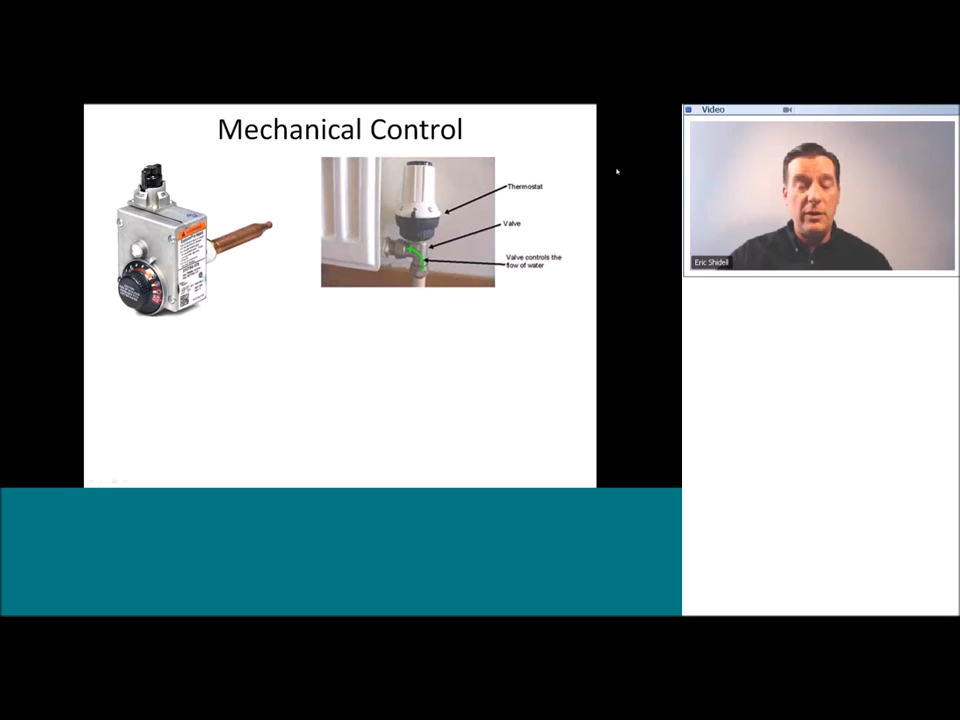 Mechanical Control
Thermostat
Valve
Valve controls the
flow of water
Video
Eric Shidell